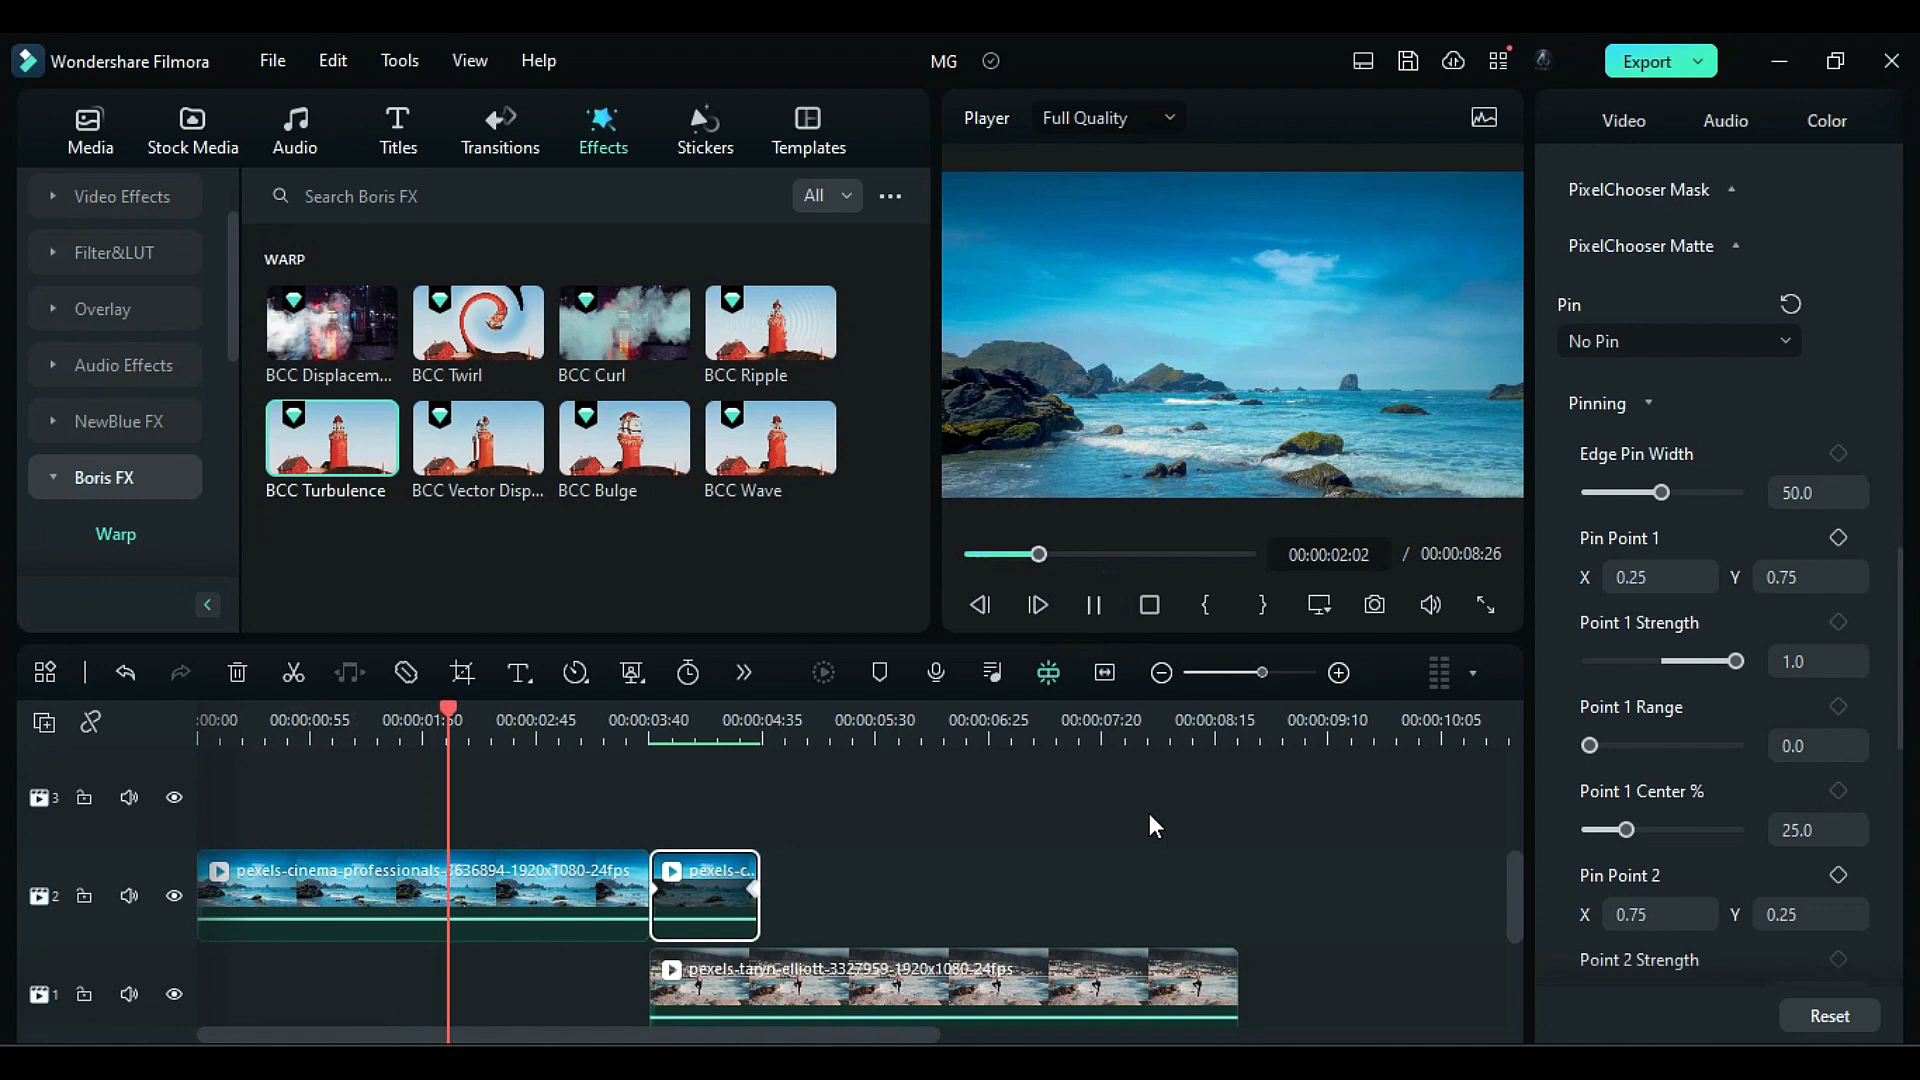 Wondershare Filmora File Edit Tools View Help MG Export
Media Stock Media Audio Titles Transitions Effects Stickers Templates
Video Effects
Filter&LUT
Overlay
Audio Effects
NewBlue FX
Boris FX
Warp
Search Boris FX All
WARP
BCC Displacem... BCC Twirl BCC Curl BCC Ripple
BCC Turbulence BCC Vector Disp... BCC Bulge BCC Wave
Player Full Quality
00:00:02:02 / 00:00:08:26
Video Audio Color
PixelChooser Mask
PixelChooser Matte
Pin
No Pin
Pinning
Edge Pin Width
50.0
Pin Point 1
X 0.25 Y 0.75
Point 1 Strength
1.0
Point 1 Range
0.0
Point 1 Center %
25.0
Pin Point 2
X 0.75 Y 0.25
Point 2 Strength
Reset
:00:00 00:00:00:55 00:00:02:45 00:00:03:40 00:00:04:35 00:00:05:30 00:00:06:25 00:00:07:20 00:00:08:15 00:00:09:10 00:00:10:05
3
2
pexels-cinema-professionals-3636894-1920x1080-24fps pexels-c...
1
pexels-taryn-elliott-3327959-1920x1080-24fps